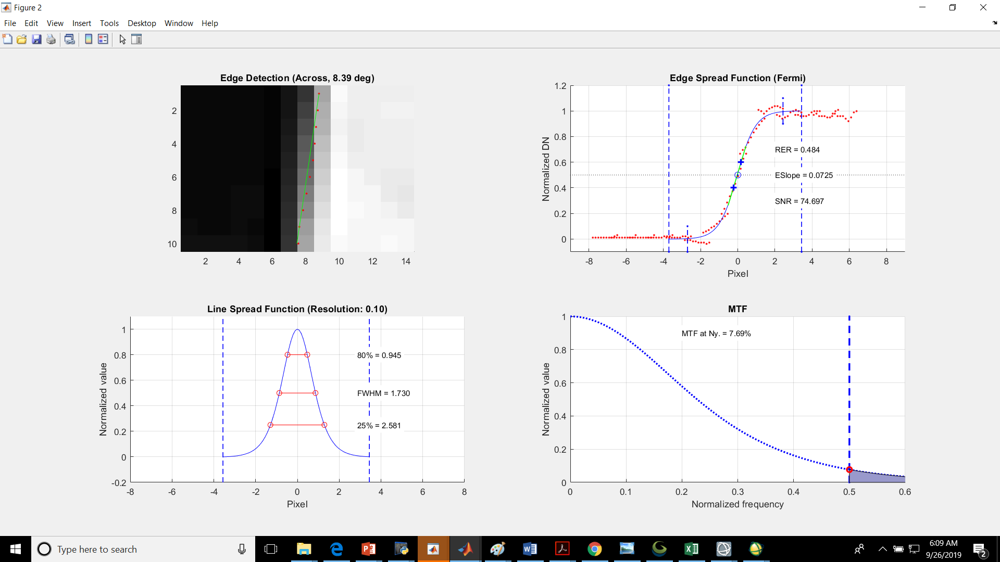 Figure 2
File Edit View Insert Tools Desktop Window Help
Edge Detection (Across, 8.39 deg)
2
4
6
8
10
2 4 6 8 10 12 14
Edge Spread Function (Fermi)
Normalized DN
1.2
1
0.8
0.6
0.4
0.2
0
RER = 0.484
ESlope = 0.0725
SNR = 74.697
-8 -6 -4 -2 0 2 4 6 8
Pixel
Line Spread Function (Resolution: 0.10)
Normalized value
1
0.8
0.6
0.4
0.2
0
-0.2
80% = 0.945
FWHM = 1.730
25% = 2.581
-8 -6 -4 -2 0 2 4 6 8
Pixel
MTF
Normalized value
1
0.8
0.6
0.4
0.2
0
MTF at Ny. = 7.69%
0 0.1 0.2 0.3 0.4 0.5 0.6
Normalized frequency
Type here to search
6:09 AM
9/26/2019
2